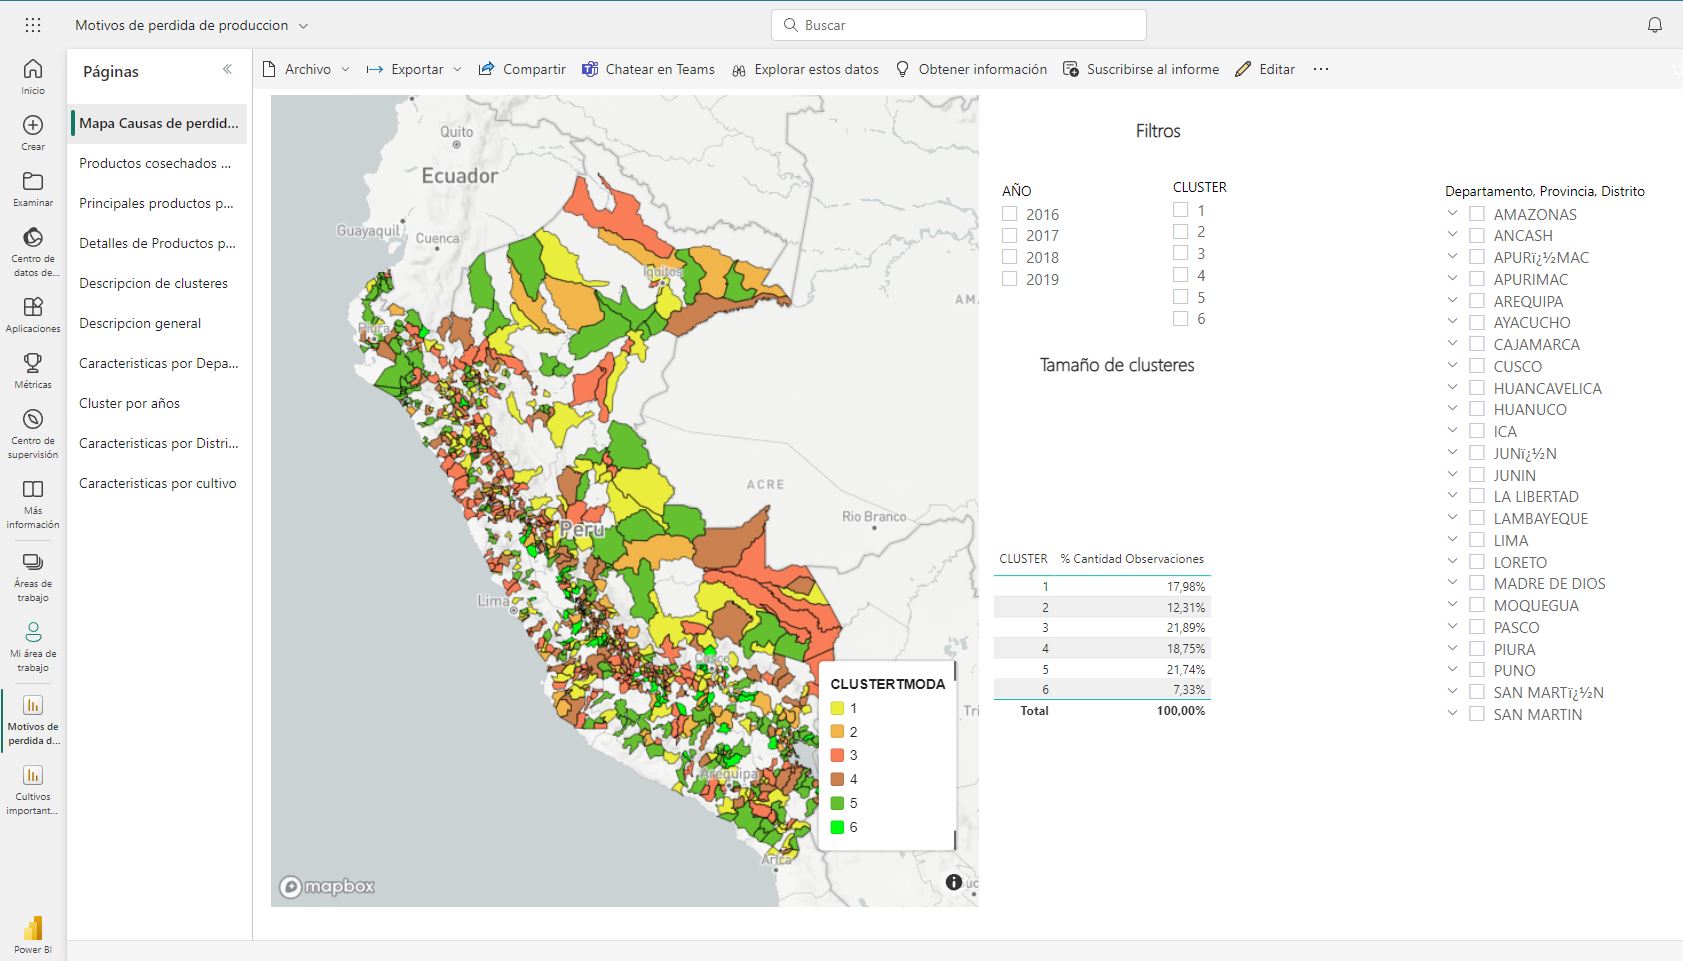 Motivos de perdida de produccion
Buscar
Inicio
Crear
Examinar
Centro de
datos de...
Aplicaciones
Métricas
Centro de
supervisión
Más
información
Áreas de
trabajo
Mi área de
trabajo
Motivos de
perdida d...
Cultivos
important...
Power BI
Páginas
Mapa Causas de perdid...
Productos cosechados ...
Principales productos p...
Detalles de Productos p...
Descripcion de clusteres
Descripcion general
Caracteristicas por Depa...
Cluster por años
Caracteristicas por Distri...
Caracteristicas por cultivo
Archivo
Exportar
Compartir
Chatear en Teams
Explorar estos datos
Obtener información
Suscribirse al informe
Editar
...
Quito
Ecuador
Guayaquil
Cuenca
Iquitos
AMA
Piura
ACRE
Rio Branco
Peru
Lima
Cusco
Arequipa
Arica
Tri
uc
mapbox
CLUSTERTMODA
1
2
3
4
5
6
Filtros
AÑO
2016
2017
2018
2019
CLUSTER
1
2
3
4
5
6
Tamaño de clusteres
CLUSTER % Cantidad Observaciones
1 17,98%
2 12,31%
3 21,89%
4 18,75%
5 21,74%
6 7,33%
Total 100,00%
Departamento, Provincia, Distrito
AMAZONAS
ANCASH
APURï¿½MAC
APURIMAC
AREQUIPA
AYACUCHO
CAJAMARCA
CUSCO
HUANCAVELICA
HUANUCO
ICA
JUNï¿½N
JUNIN
LA LIBERTAD
LAMBAYEQUE
LIMA
LORETO
MADRE DE DIOS
MOQUEGUA
PASCO
PIURA
PUNO
SAN MARTï¿½N
SAN MARTIN